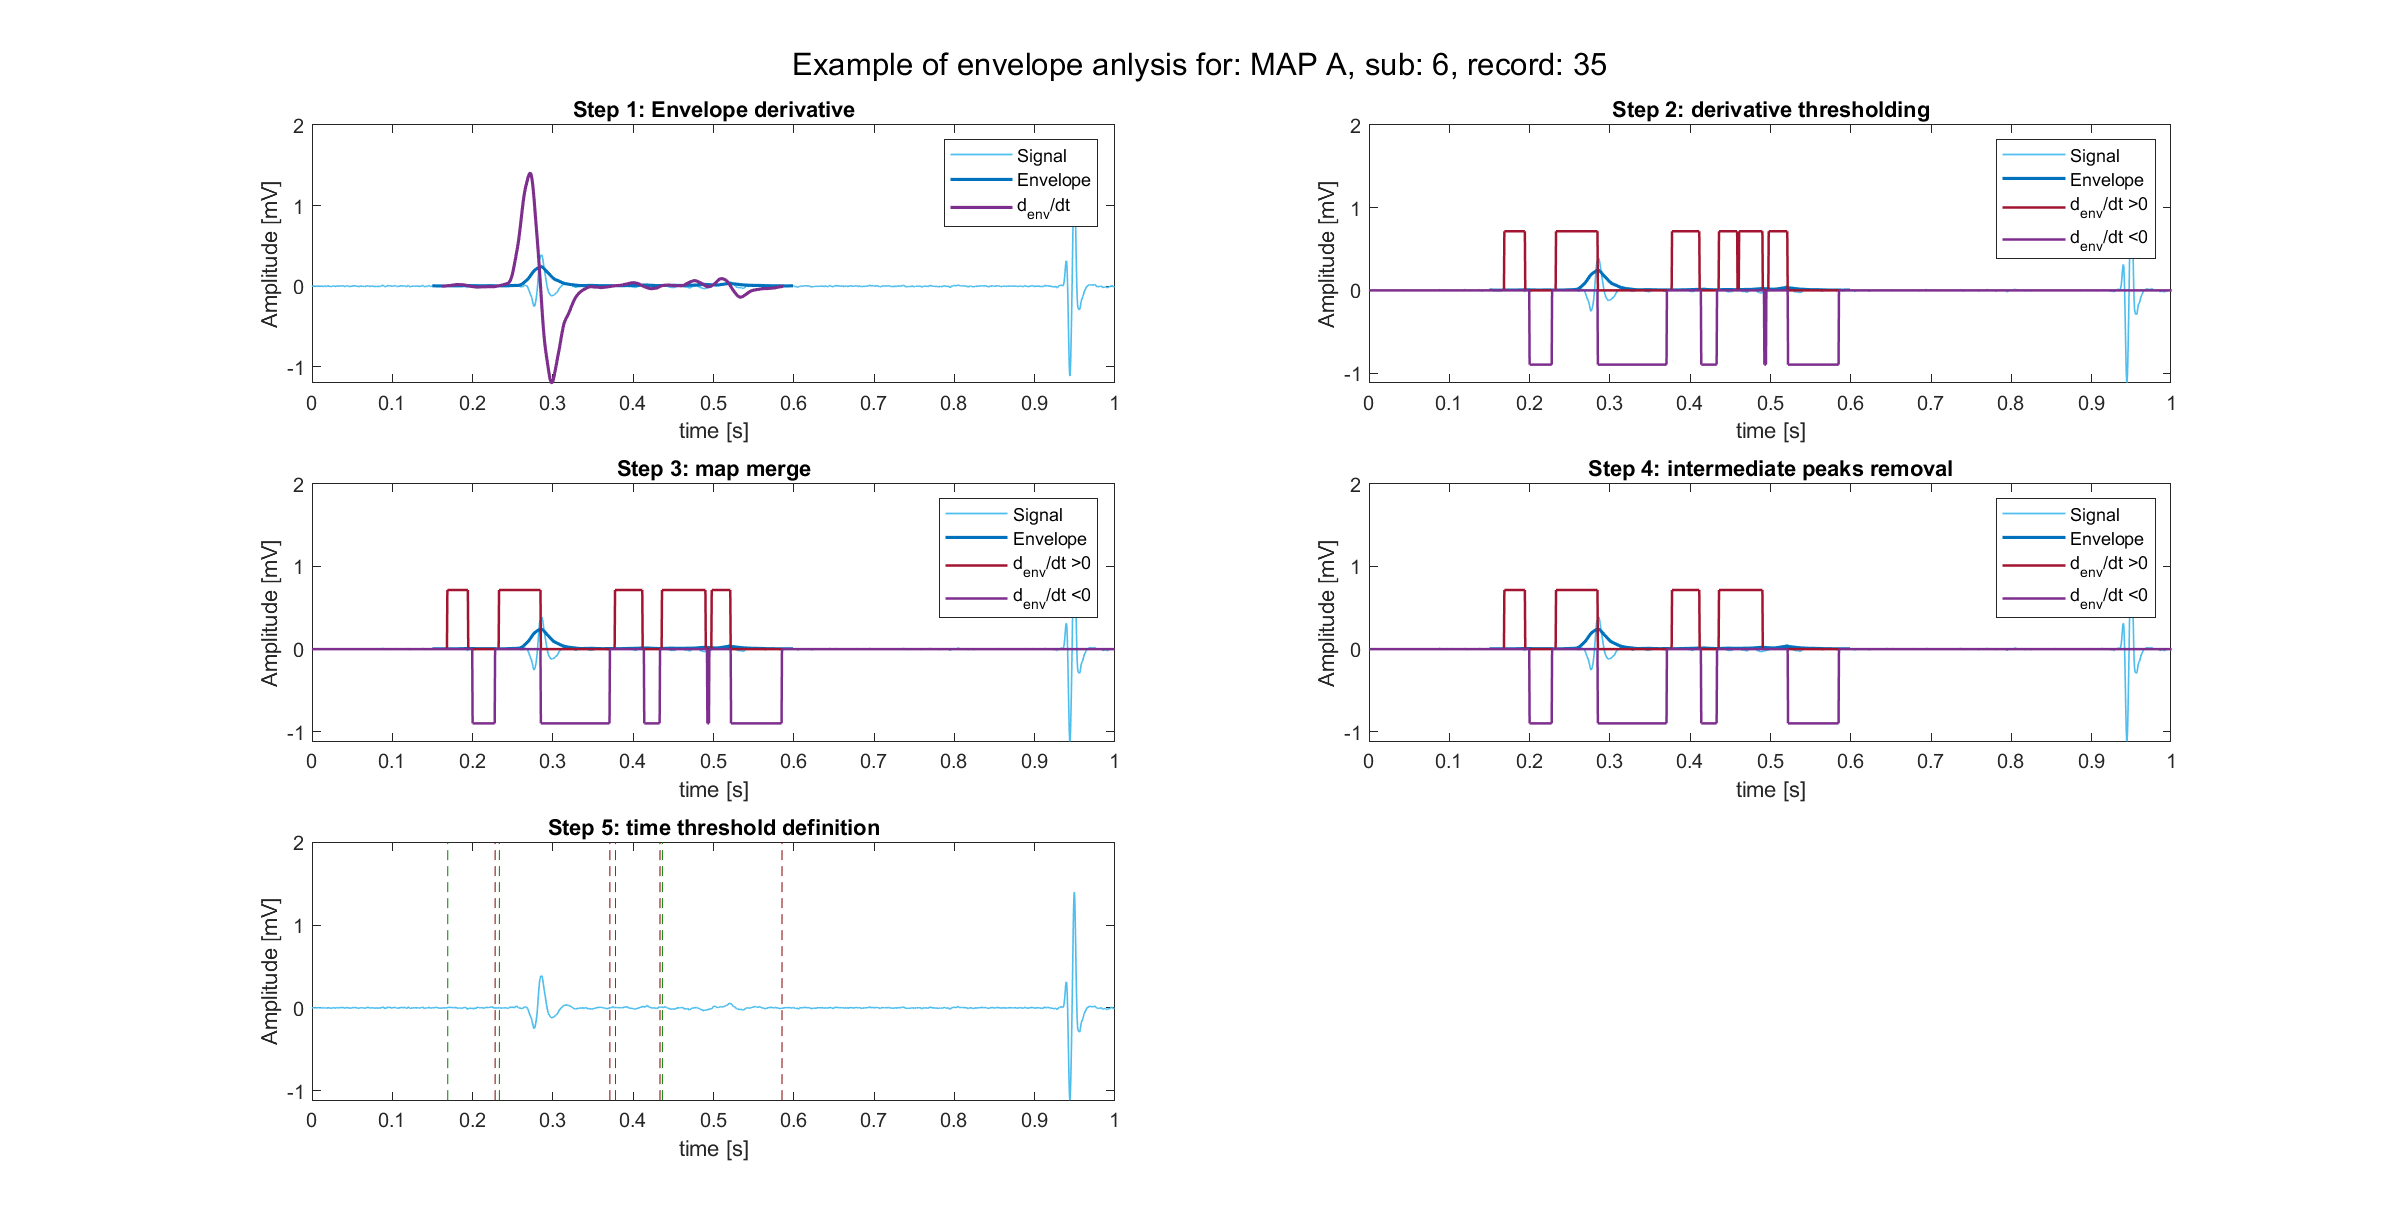 Example of envelope anlysis for: MAP A, sub: 6, record: 35
Step 1: Envelope derivative
2
1
0
-1
Amplitude [mV]
Signal
Envelope
d_env/dt
0 0.1 0.2 0.3 0.4 0.5 0.6 0.7 0.8 0.9 1
time [s]
Step 2: derivative thresholding
2
1
0
-1
Amplitude [mV]
Signal
Envelope
d_env/dt >0
d_env/dt <0
0 0.1 0.2 0.3 0.4 0.5 0.6 0.7 0.8 0.9 1
time [s]
Step 3: map merge
2
1
0
-1
Amplitude [mV]
Signal
Envelope
d_env/dt >0
d_env/dt <0
0 0.1 0.2 0.3 0.4 0.5 0.6 0.7 0.8 0.9 1
time [s]
Step 4: intermediate peaks removal
2
1
0
-1
Amplitude [mV]
Signal
Envelope
d_env/dt >0
d_env/dt <0
0 0.1 0.2 0.3 0.4 0.5 0.6 0.7 0.8 0.9 1
time [s]
Step 5: time threshold definition
2
1
0
-1
Amplitude [mV]
0 0.1 0.2 0.3 0.4 0.5 0.6 0.7 0.8 0.9 1
time [s]